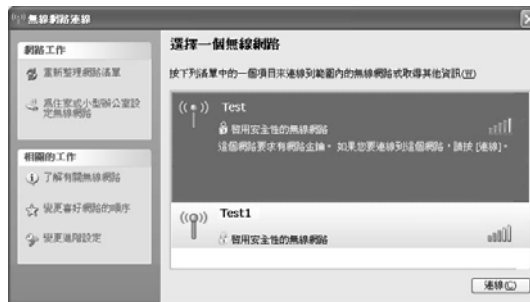 無線網路連線
網路工作
重新整理網路清單
爲住家或小型辦公室設
定無線網路
相關的工作
了解有關無線網路
變更喜好網路的順序
變更進階設定
選擇一個無線網路
按下列清單中的一個項目來連線到範圍內的無線網路或取得其他資訊(W)
Test
啓用安全性的無線網路
這個網路要求有網路金鑰。如果您要連線到這個網路，請按 [連線]。
Test1
啓用安全性的無線網路
連線(C)